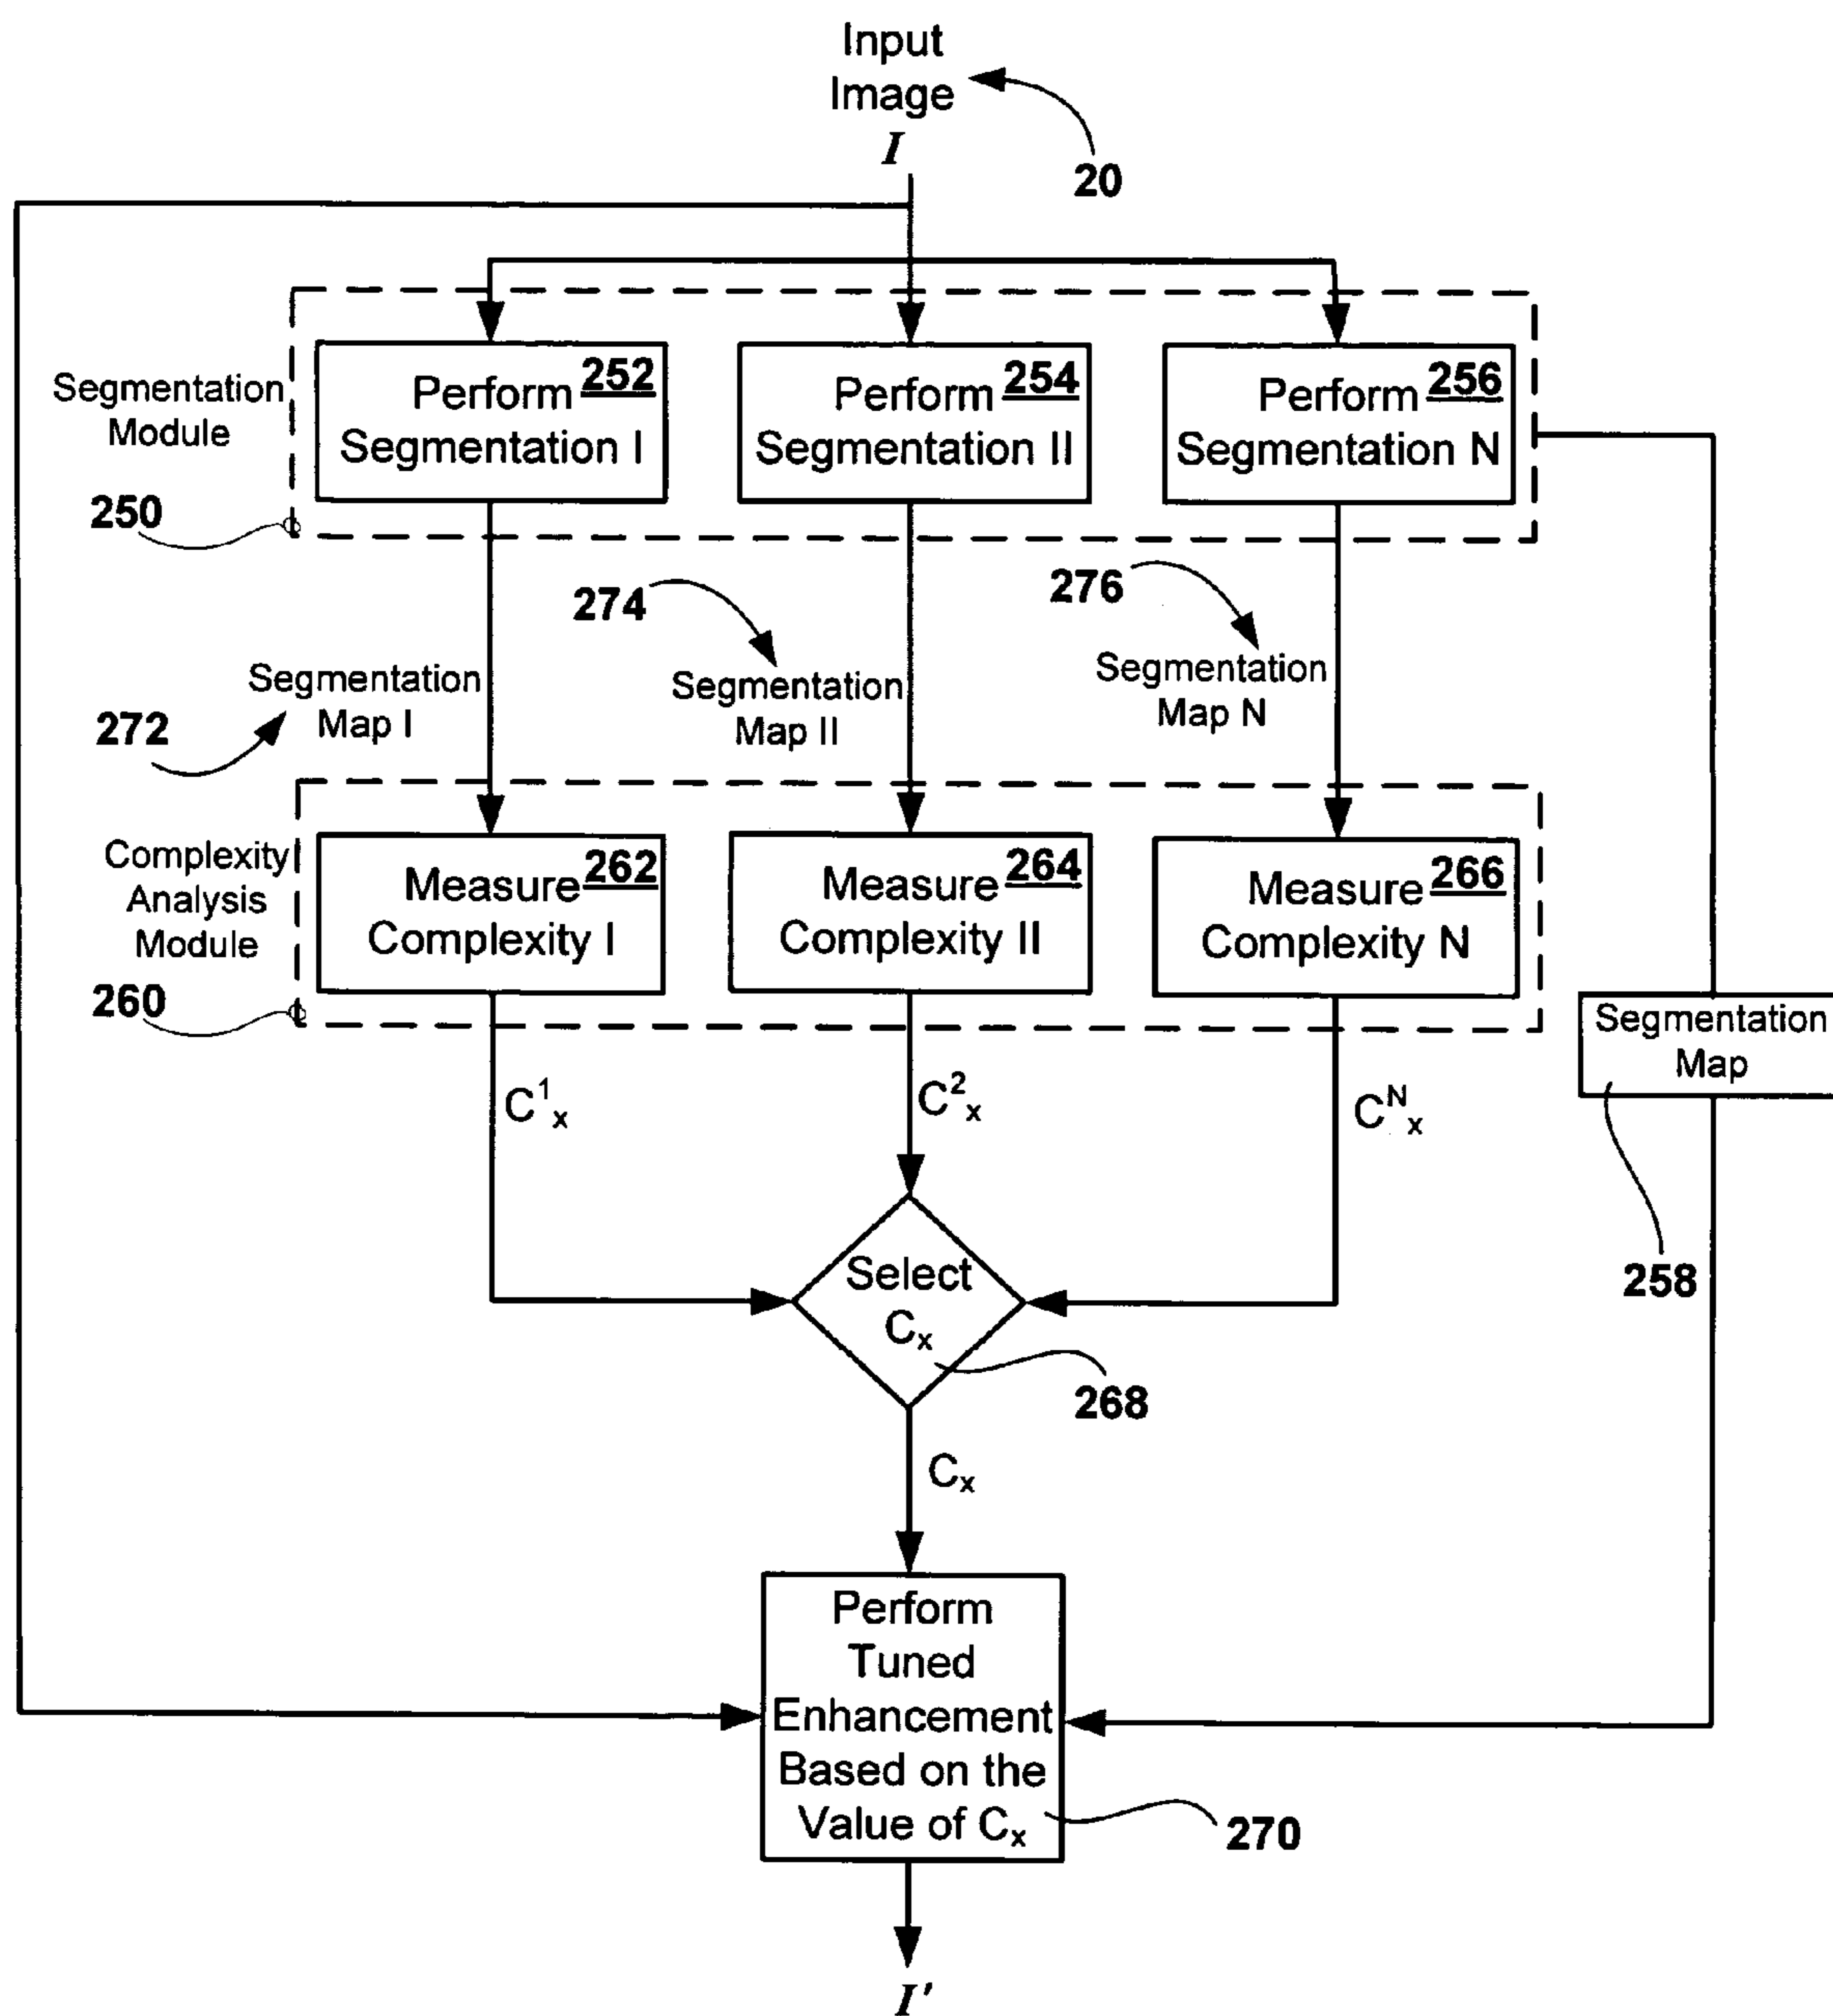 Input
Image
I
20
Segmentation
Module
250
Perform 252
Segmentation I
Perform 254
Segmentation II
Perform 256
Segmentation N
274
276
272
Segmentation
Map I
Segmentation
Map II
Segmentation
Map N
Complexity
Analysis
Module
260
Measure 262
Complexity I
Measure 264
Complexity II
Measure 266
Complexity N
Segmentation
Map
258
C¹ₓ
C²ₓ
Cᴺₓ
Select
Cₓ
268
Cₓ
Perform
Tuned
Enhancement
Based on the
Value of Cₓ
270
I'